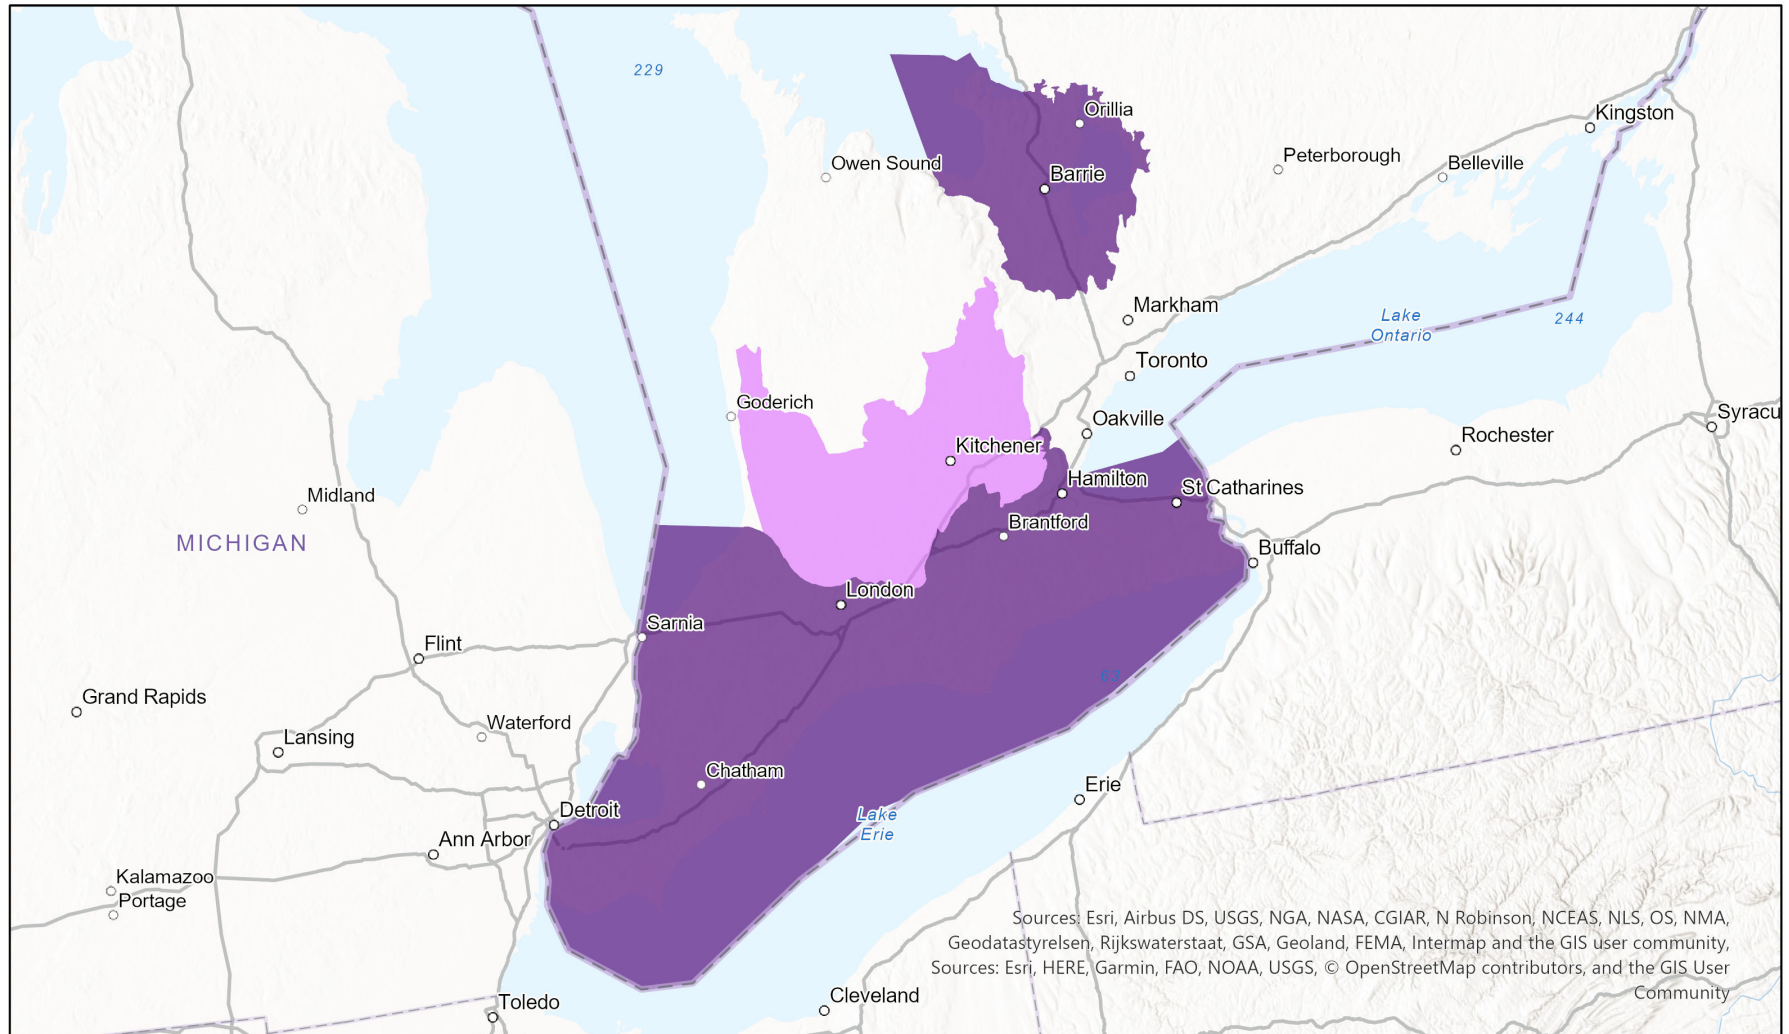 229
Orillia
Kingston
Owen Sound
Peterborough
Belleville
Barrie
Markham
Lake
Ontario
244
Toronto
Goderich
Oakville
Syracu
Rochester
Kitchener
Hamilton
St Catharines
Midland
Brantford
MICHIGAN
Buffalo
London
Sarnia
Flint
63
Grand Rapids
Waterford
Lansing
Chatham
Erie
Detroit
Lake
Erie
Ann Arbor
Kalamazoo
Portage
Sources: Esri, Airbus DS, USGS, NGA, NASA, CGIAR, N Robinson, NCEAS, NLS, OS, NMA,
Geodatastyrelsen, Rijkswaterstaat, GSA, Geoland, FEMA, Intermap and the GIS user community,
Sources: Esri, HERE, Garmin, FAO, NOAA, USGS, © OpenStreetMap contributors, and the GIS User
Community
Cleveland
Toledo